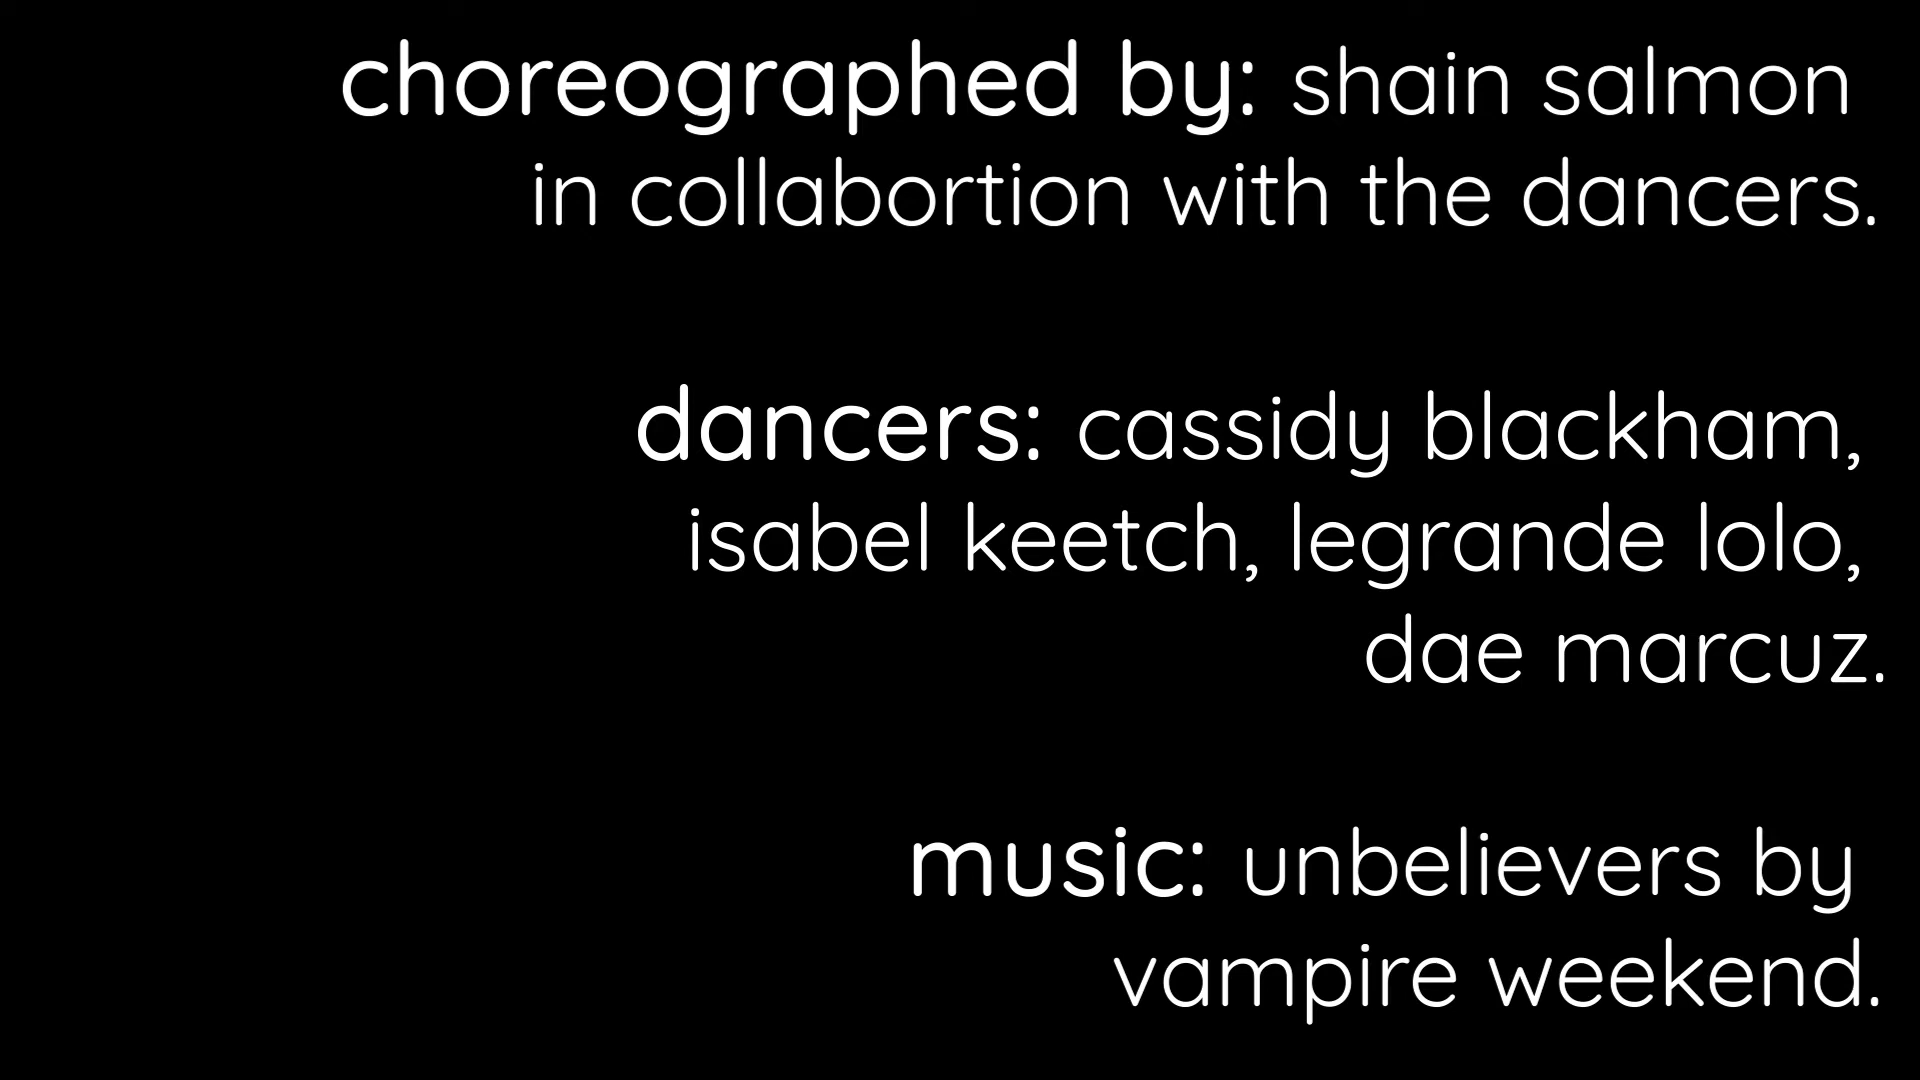 choreographed by: shain salmon
in collabortion with the dancers.
dancers: cassidy blackham,
isabel keetch, legrande lolo,
dae marcuz.
music: unbelievers by
vampire weekend.